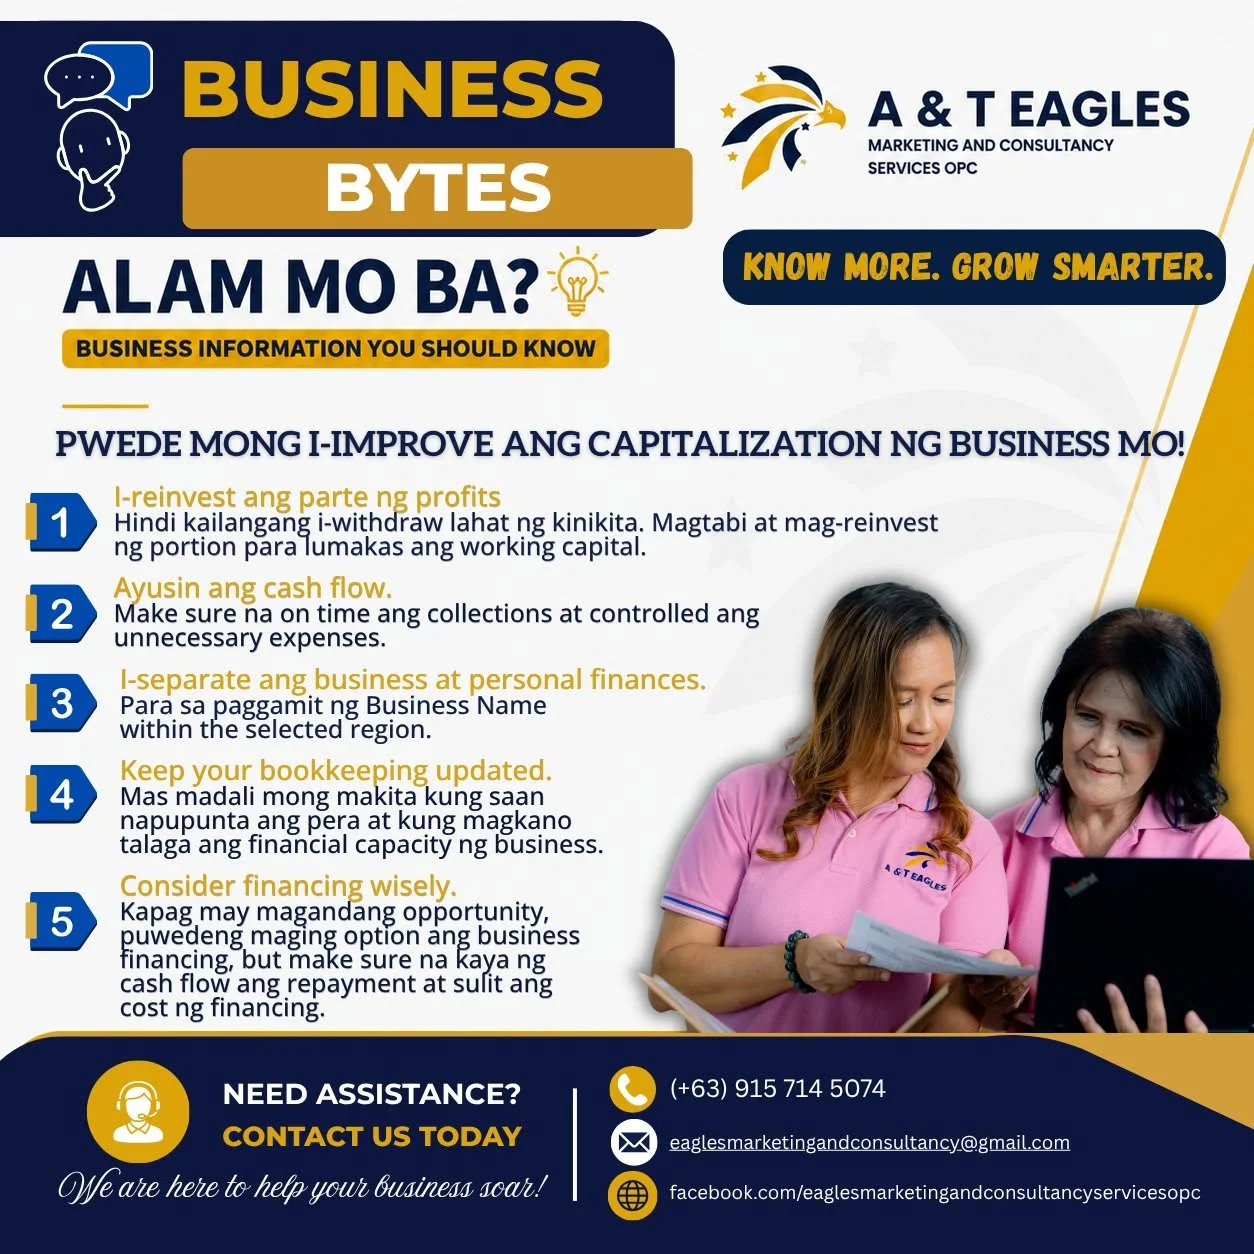 BUSINESS
BYTES
A & T EAGLES
MARKETING AND CONSULTANCY
SERVICES OPC
KNOW MORE. GROW SMARTER.
ALAM MO BA?
BUSINESS INFORMATION YOU SHOULD KNOW
PWEDE MONG I-IMPROVE ANG CAPITALIZATION NG BUSINESS MO!
1
I-reinvest ang parte ng profits
Hindi kailangang i-withdraw lahat ng kinikita. Magtabi at mag-reinvest
ng portion para lumakas ang working capital.
2
Ayusin ang cash flow.
Make sure na on time ang collections at controlled ang
unnecessary expenses.
3
I-separate ang business at personal finances.
Para sa paggamit ng Business Name
within the selected region.
4
Keep your bookkeeping updated.
Mas madali mong makita kung saan
napupunta ang pera at kung magkano
talaga ang financial capacity ng business.
5
Consider financing wisely.
Kapag may magandang opportunity,
puwedeng maging option ang business
financing, but make sure na kaya ng
cash flow ang repayment at sulit ang
cost ng financing.
A & T EAGLES
ThinkPad
NEED ASSISTANCE?
CONTACT US TODAY
We are here to help your business soar!
(+63) 915 714 5074
eaglesmarketingandconsultancy@gmail.com
facebook.com/eaglesmarketingandconsultancyservicesopc